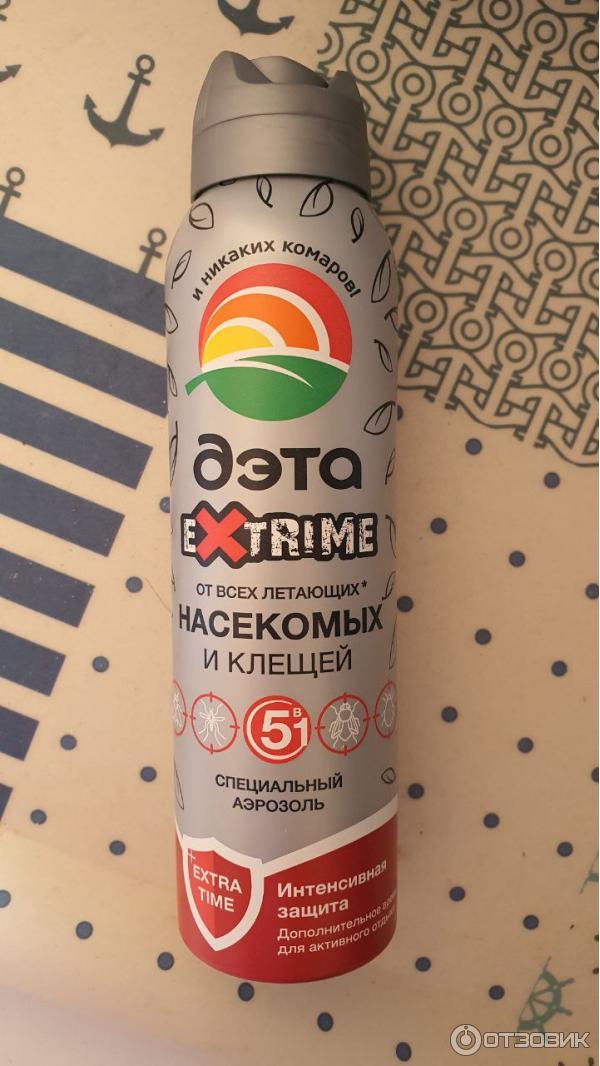 и никаких комаров!
дэта
EXTRIME
ОТ ВСЕХ ЛЕТАЮЩИХ*
НАСЕКОМЫХ
И КЛЕЩЕЙ
5 в 1
СПЕЦИАЛЬНЫЙ
АЭРОЗОЛЬ
+
EXTRA
TIME
Интенсивная
защита
Дополнительное
для активного
ОТЗОВИК